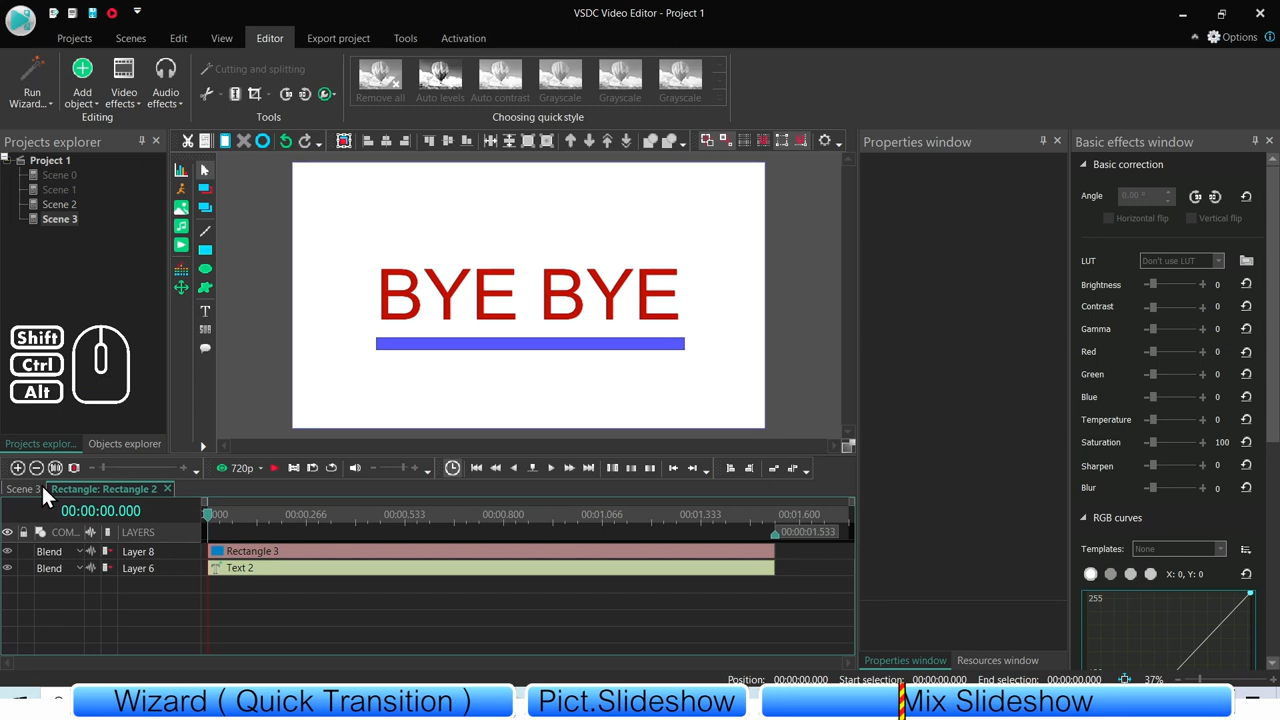 VSDC Video Editor - Project 1
Projects Scenes Edit View Editor Export project Tools Activation
Options
Run Wizard...
Add object
Video effects
Audio effects
Editing
Cutting and splitting
Tools
Remove all
Auto levels
Auto contrast
Grayscale
Grayscale
Grayscale
Choosing quick style
Projects explorer
Project 1
Scene 0
Scene 1
Scene 2
Scene 3
Shift
Ctrl
Alt
Projects explor... Objects explorer
BYE BYE
Properties window
Properties window Resources window
Basic effects window
Basic correction
Angle 0.00 °
Horizontal flip Vertical flip
LUT Don't use LUT
Brightness 0
Contrast 0
Gamma 0
Red 0
Green 0
Blue 0
Temperature 0
Saturation 100
Sharpen 0
Blur 0
RGB curves
Templates: None
X: 0, Y: 0
255
720p
Scene 3 Rectangle: Rectangle 2
00:00:00.000
000 00:00.266 00:00.533 00:00.800 00:01.066 00:01.333 00:01.600
00:00:01.533
COM... LAYERS
Blend Layer 8 Rectangle 3
Blend Layer 6 Text 2
Position: 00:00:00.000 Start selection: 00:00:00.000 End selection: 00:00:00.000 37%
Wizard ( Quick Transition ) Pict.Slideshow Mix Slideshow